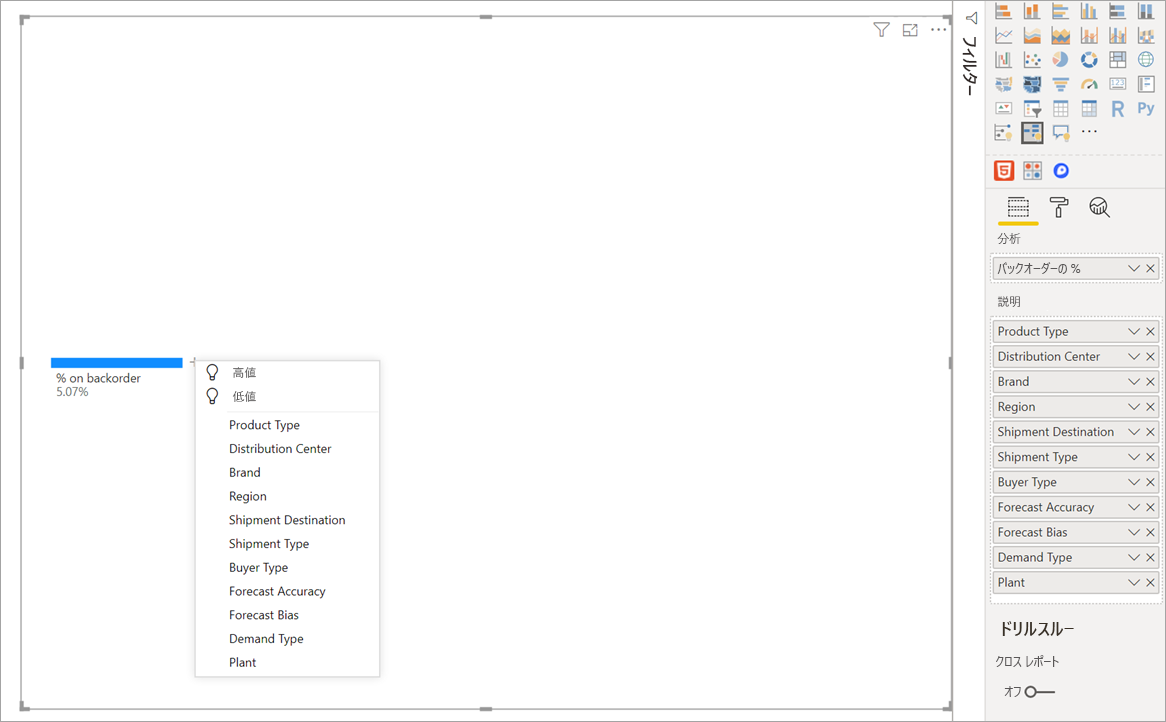 % on backorder
5.07%
高値
低値
Product Type
Distribution Center
Brand
Region
Shipment Destination
Shipment Type
Buyer Type
Forecast Accuracy
Forecast Bias
Demand Type
Plant
フィルター
123
R
Py
5
分析
バックオーダーの %
説明
Product Type
Distribution Center
Brand
Region
Shipment Destination
Shipment Type
Buyer Type
Forecast Accuracy
Forecast Bias
Demand Type
Plant
ドリルスルー
クロス レポート
オフ